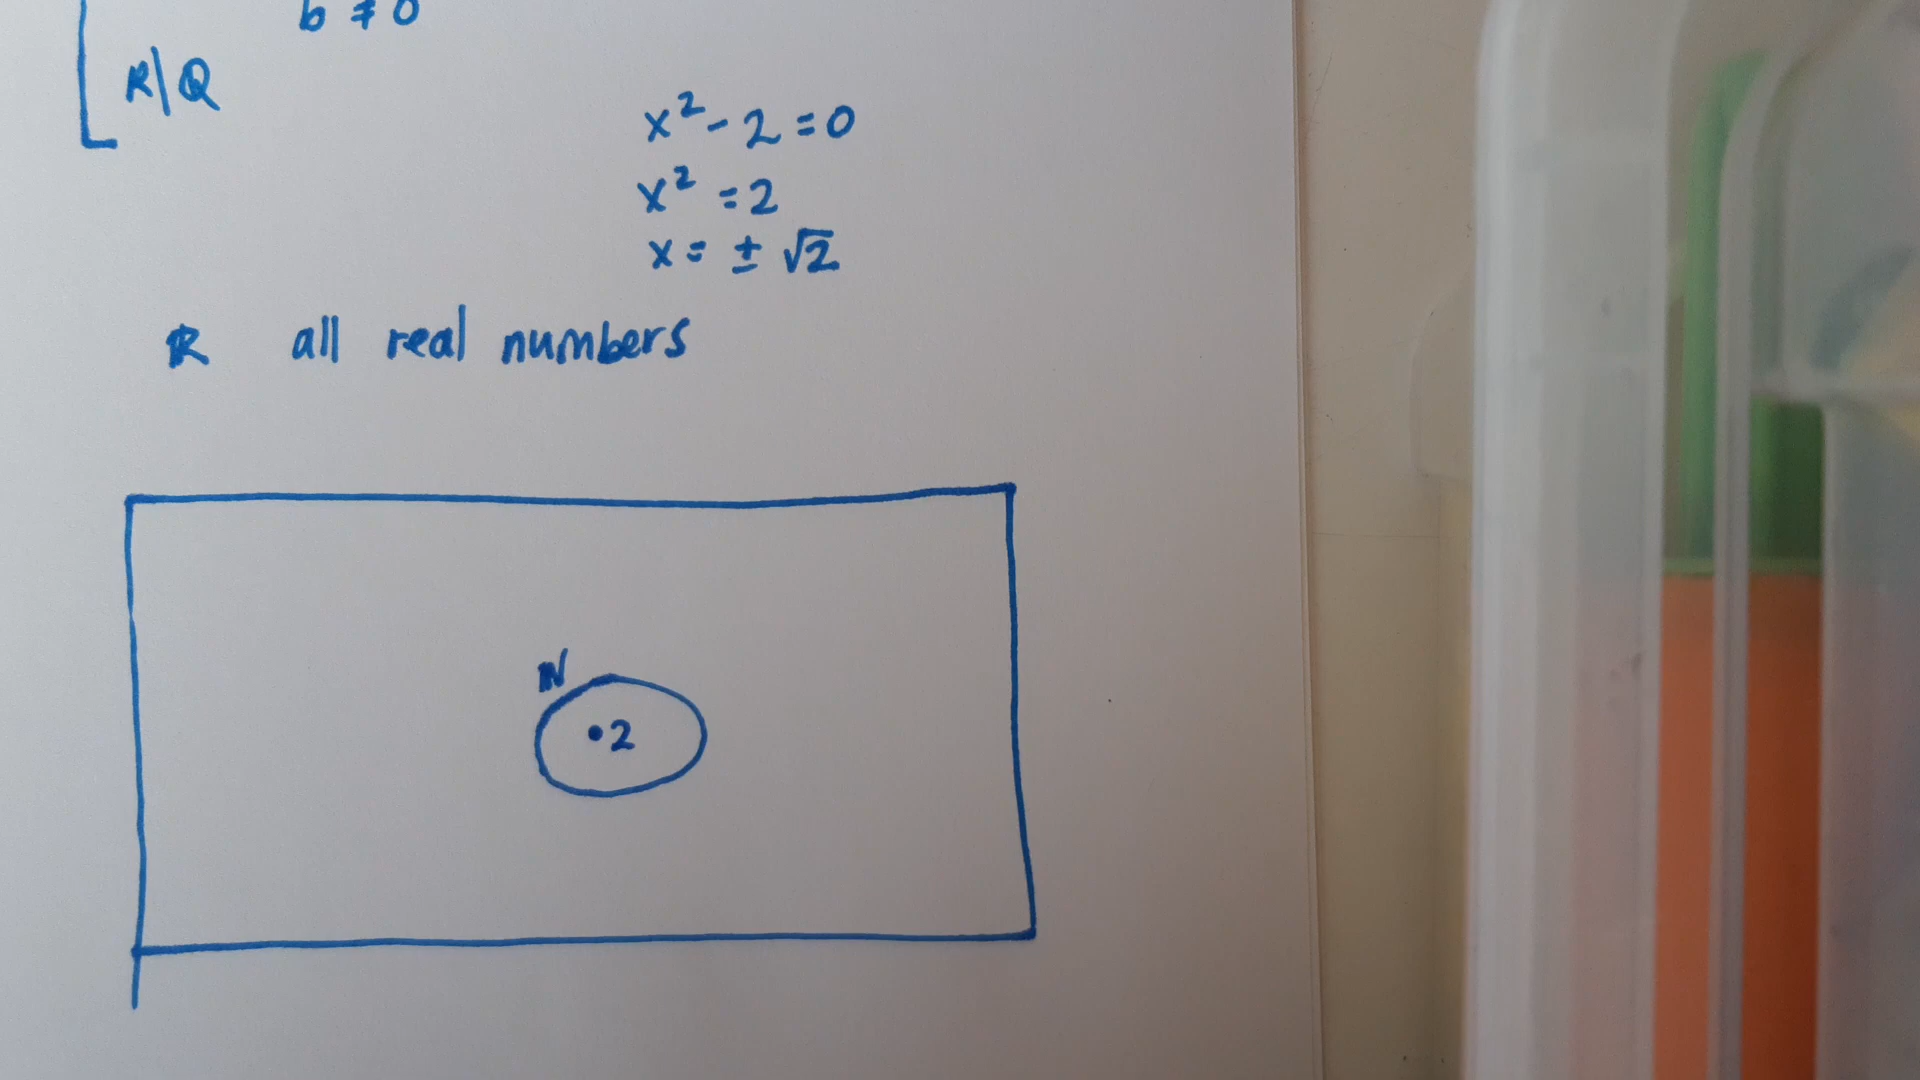 b ≠ 0
R|Q
x² - 2 = 0
x² = 2
x = ± √2
ℝ all real numbers
ℕ
•2